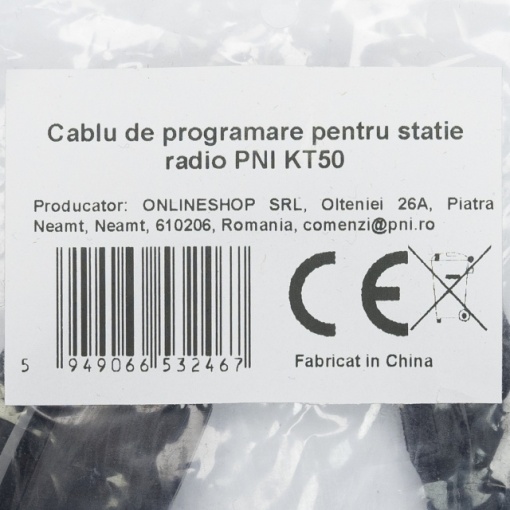 Cablu de programare pentru statie
radio PNI KT50
Producator: ONLINESHOP SRL, Olteniei 26A, Piatra
Neamt, Neamt, 610206, Romania, comenzi@pni.ro
CE
5 949066 532467
Fabricat in China